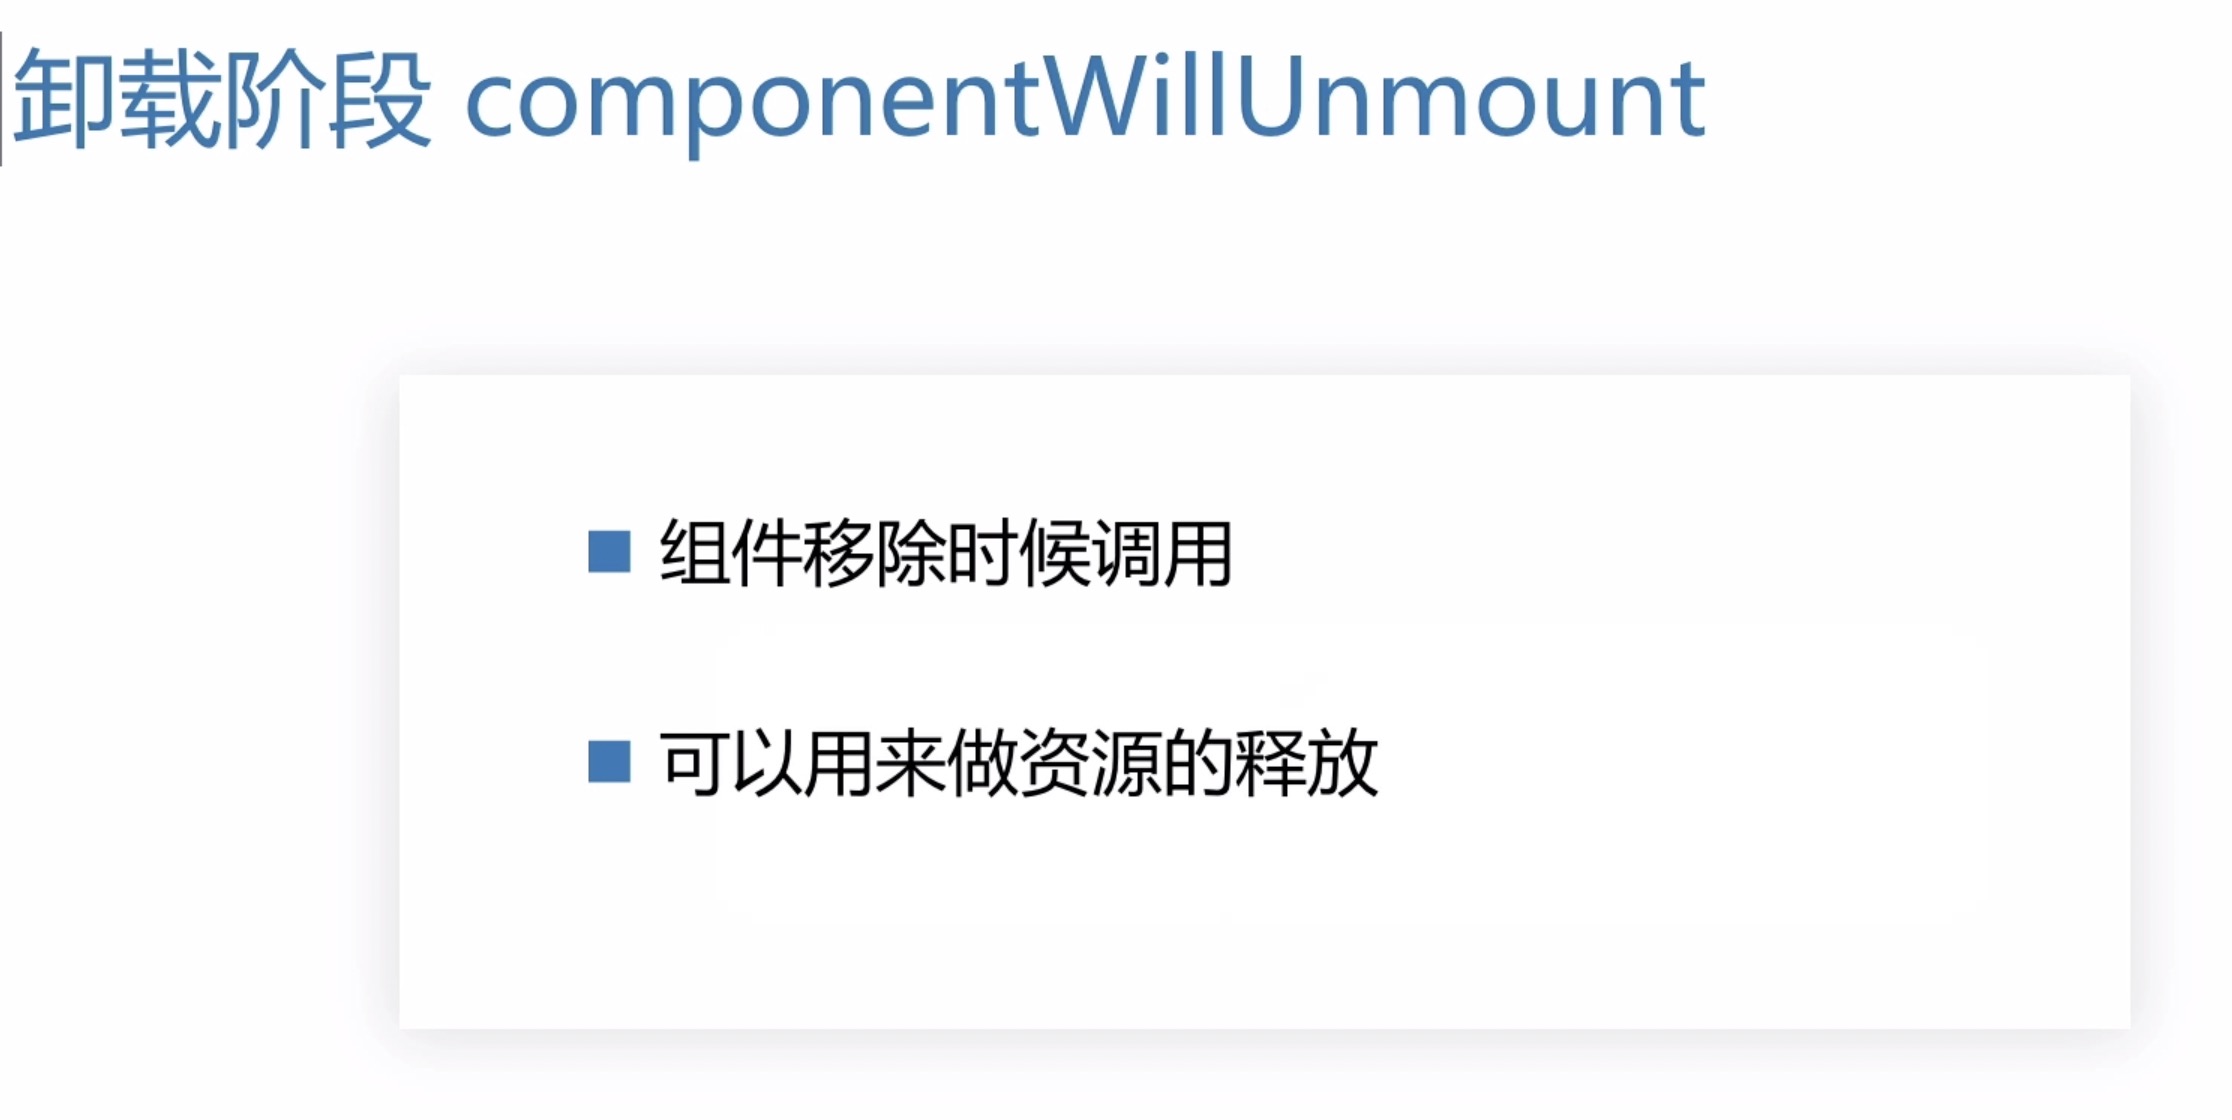 卸载阶段 componentWillUnmount
组件移除时候调用
可以用来做资源的释放